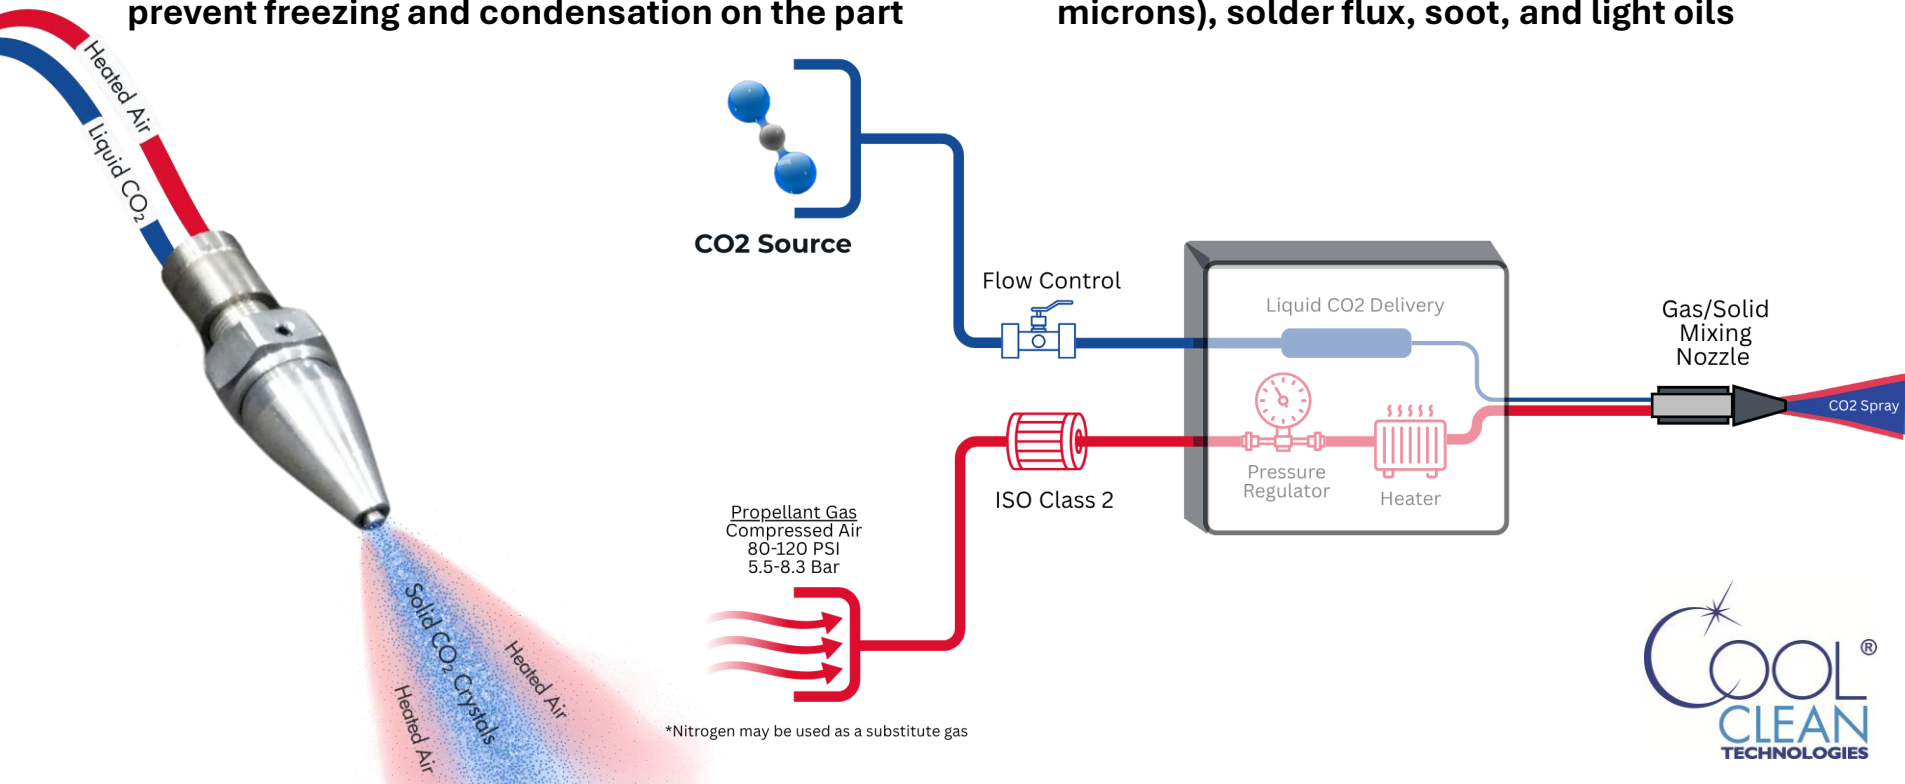 prevent freezing and condensation on the part
microns), solder flux, soot, and light oils
Heated Air
Liquid CO₂
CO2 Source
Flow Control
Liquid CO2 Delivery
Gas/Solid
Mixing
Nozzle
CO2 Spray
Pressure
Regulator
Heater
ISO Class 2
Propellant Gas
Compressed Air
80-120 PSI
5.5-8.3 Bar
Solid CO₂ Crystals
Heated Air
Heated Air
*Nitrogen may be used as a substitute gas
COOL®
CLEAN
TECHNOLOGIES